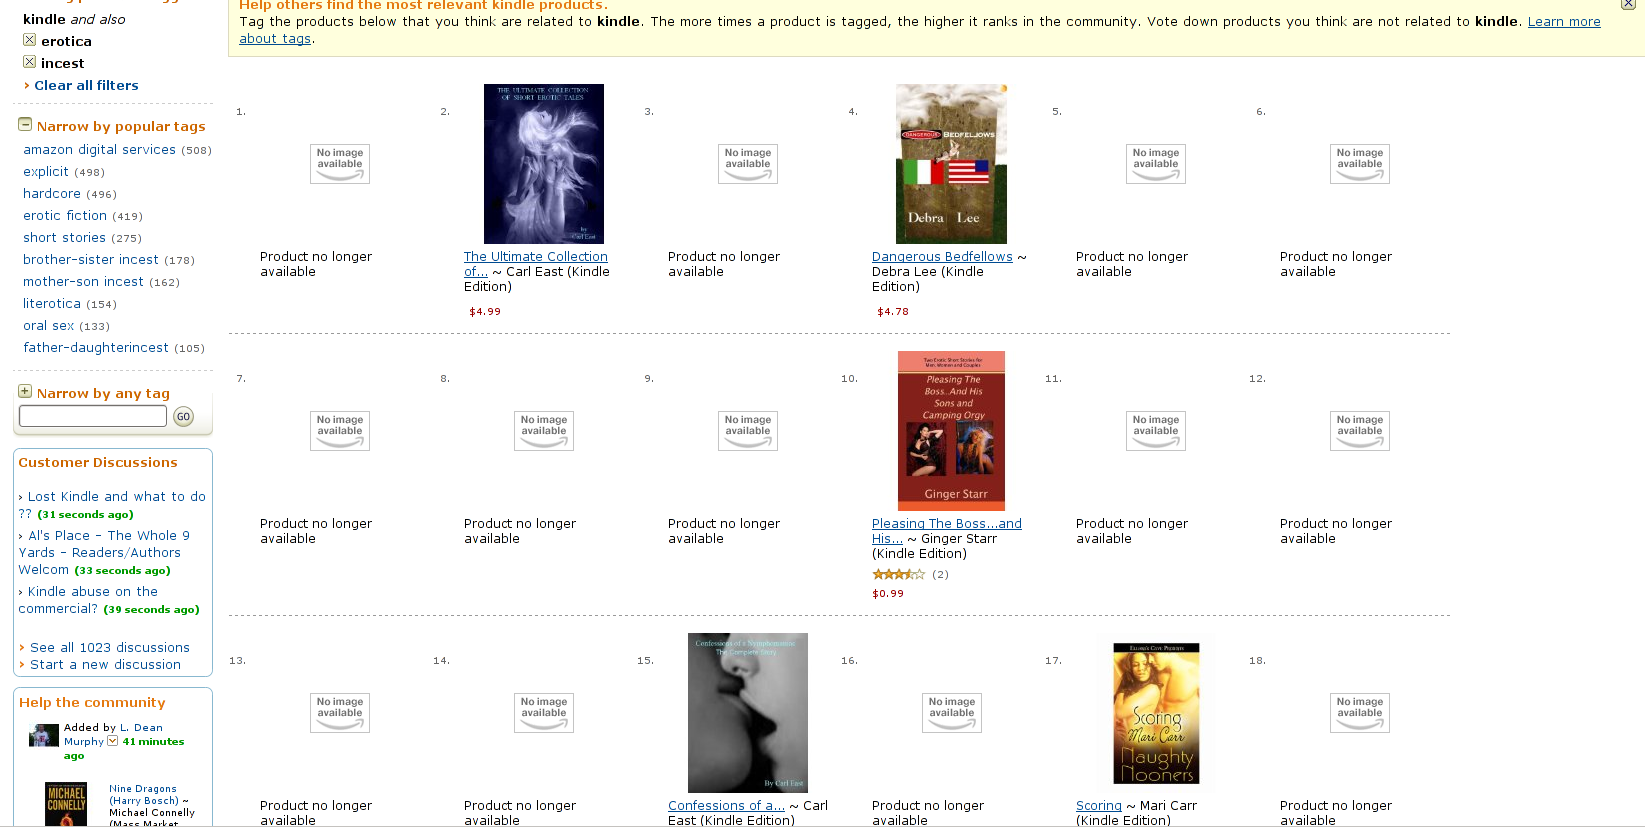 kindle and also
erotica
incest
› Clear all filters
Narrow by popular tags
amazon digital services (508)
explicit (498)
hardcore (496)
erotic fiction (419)
short stories (275)
brother-sister incest (178)
mother-son incest (162)
literotica (154)
oral sex (133)
father-daughterincest (105)
Narrow by any tag
GO
Customer Discussions
› Lost Kindle and what to do
?? (31 seconds ago)
› Al's Place - The Whole 9
Yards - Readers/Authors
Welcom (33 seconds ago)
› Kindle abuse on the
commercial? (39 seconds ago)
› See all 1023 discussions
› Start a new discussion
Help the community
Added by L. Dean
Murphy 41 minutes
ago
MICHAEL
CONNELLY
Nine Dragons
(Harry Bosch) ~
Michael Connelly
(Mass Market
Help others find the most relevant kindle products.
Tag the products below that you think are related to kindle. The more times a product is tagged, the higher it ranks in the community. Vote down products you think are not related to kindle. Learn more
about tags.
1.
No image
available
Product no longer
available
2.
THE ULTIMATE COLLECTION
OF SHORT EROTIC TALES
by
Carl East
The Ultimate Collection
of... ~ Carl East (Kindle
Edition)
$4.99
3.
No image
available
Product no longer
available
4.
DANGEROUS BEDFELLOWS
Debra Lee
Dangerous Bedfellows ~
Debra Lee (Kindle
Edition)
$4.78
5.
No image
available
Product no longer
available
6.
No image
available
Product no longer
available
7.
No image
available
Product no longer
available
8.
No image
available
Product no longer
available
9.
No image
available
Product no longer
available
10.
Two Erotic Short Stories For
Men, Women and Couples
Pleasing The
Boss...And His
Sons and
Camping Orgy
Ginger Starr
Pleasing The Boss...and
His... ~ Ginger Starr
(Kindle Edition)
(2)
$0.99
11.
No image
available
Product no longer
available
12.
No image
available
Product no longer
available
13.
No image
available
Product no longer
available
14.
No image
available
Product no longer
available
15.
Confessions of a Nymphomaniac
The Complete Story
By Carl East
Confessions of a... ~ Carl
East (Kindle Edition)
16.
No image
available
Product no longer
available
17.
Ellora's Cave Presents
Scoring
Mari Carr
Naughty
Nooners
Scoring ~ Mari Carr
(Kindle Edition)
18.
No image
available
Product no longer
available